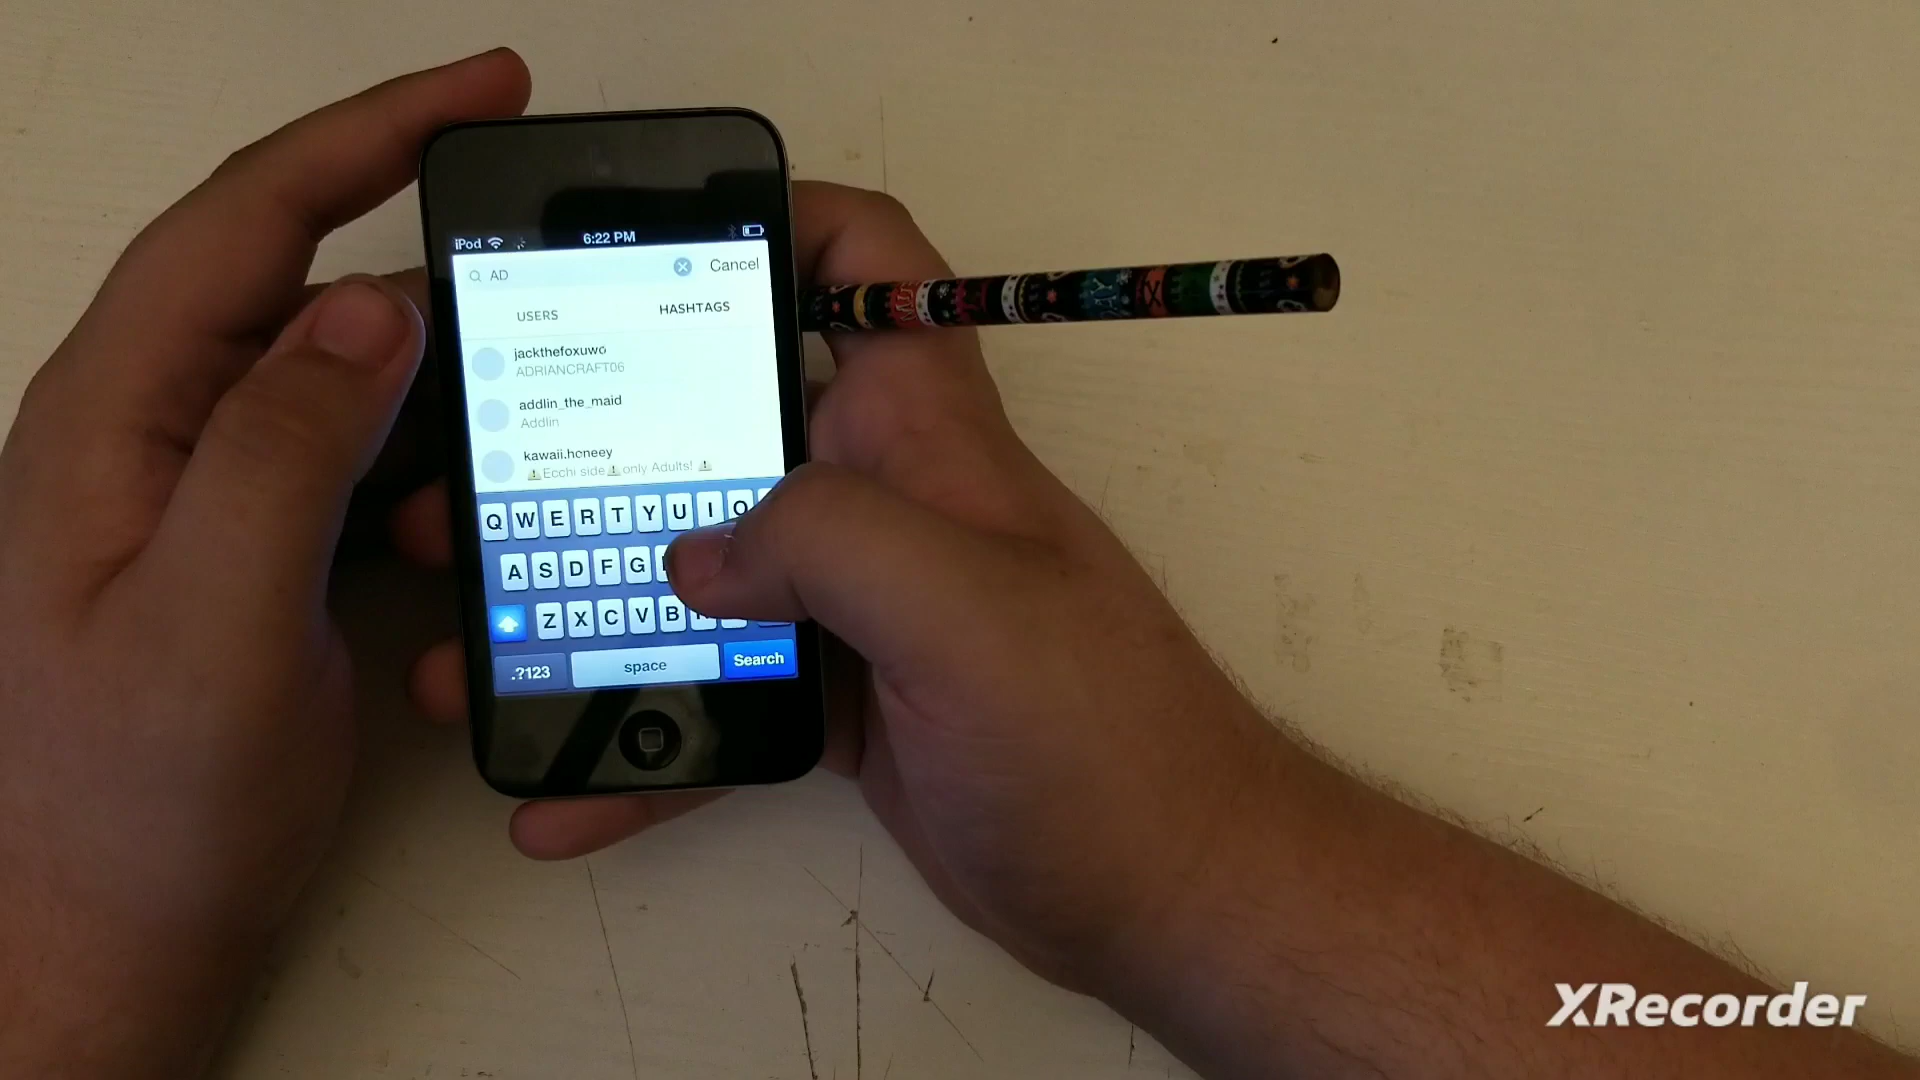 iPod 6:22 PM
AD Cancel
USERS HASHTAGS
jackthefoxuwo
ADRIANCRAFT06
addlin_the_maid
Addlin
kawaii.honeey
⚠Ecchi side⚠only Adults! ⚠
Q W E R T Y U I O
A S D F G
Z X C V B
.?123 space Search
XRecorder